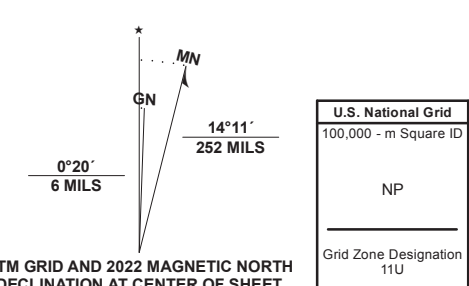 ★
MN
GN
14°11´
252 MILS
0°20´
6 MILS
TM GRID AND 2022 MAGNETIC NORTH
DECLINATION AT CENTER OF SHEET
U.S. National Grid
100,000 - m Square ID
NP
Grid Zone Designation
11U